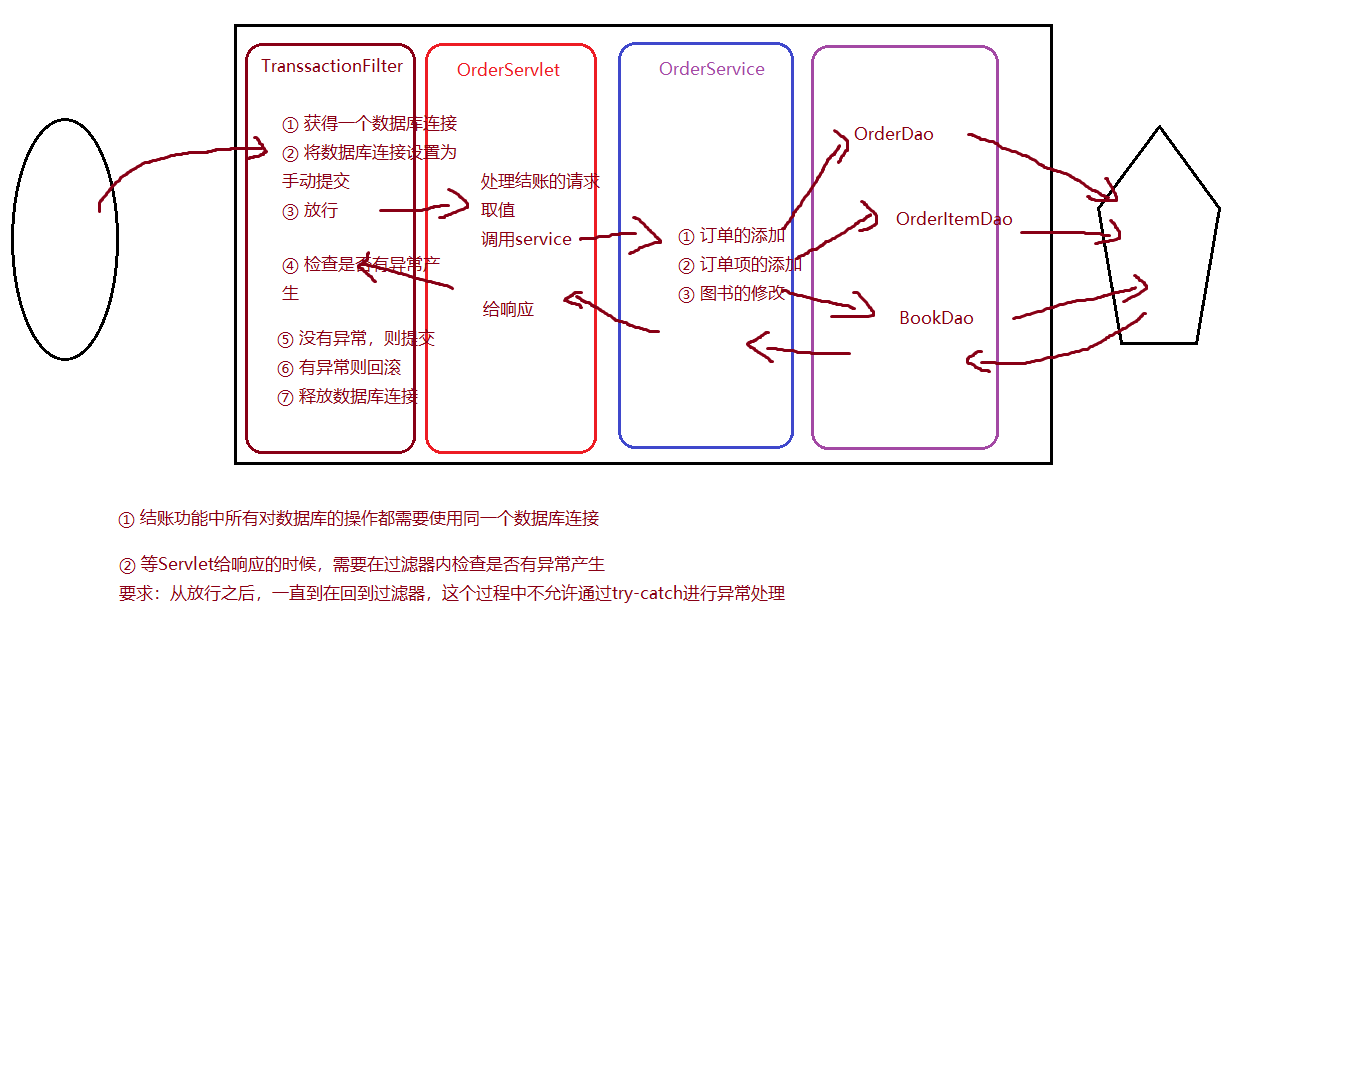 TranssactionFilter
① 获得一个数据库连接
② 将数据库连接设置为
手动提交
③ 放行
④ 检查是否有异常产
生
⑤ 没有异常，则提交
⑥ 有异常则回滚
⑦ 释放数据库连接
OrderServlet
处理结账的请求
取值
调用service
给响应
OrderService
① 订单的添加
② 订单项的添加
③ 图书的修改
OrderDao
OrderItemDao
BookDao
① 结账功能中所有对数据库的操作都需要使用同一个数据库连接
② 等Servlet给响应的时候，需要在过滤器内检查是否有异常产生
要求：从放行之后，一直到在回到过滤器，这个过程中不允许通过try-catch进行异常处理